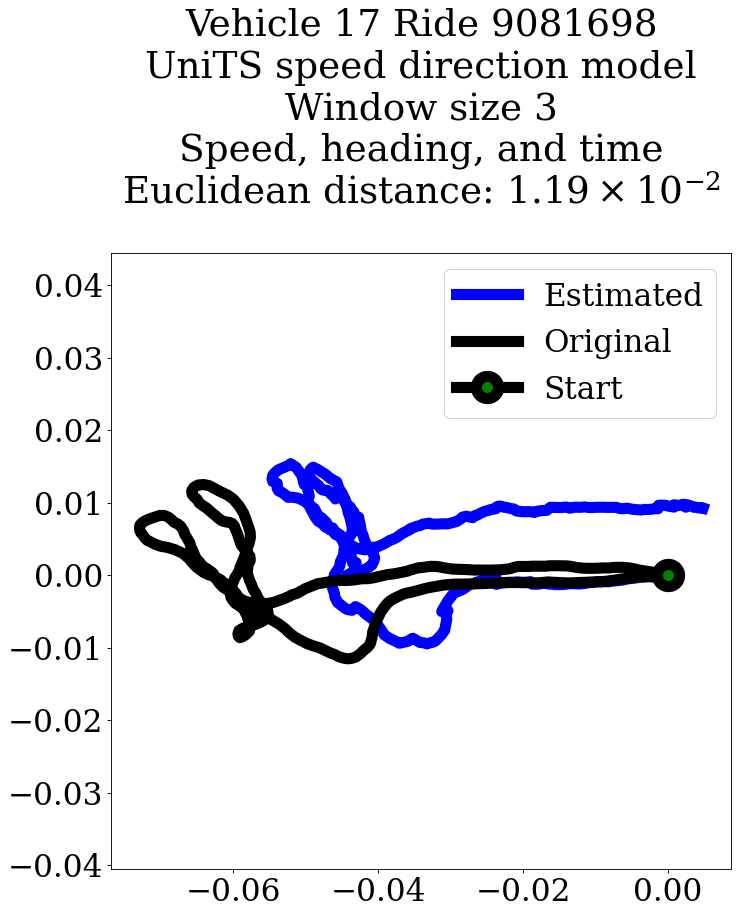 Vehicle 17 Ride 9081698
UniTS speed direction model
Window size 3
Speed, heading, and time
Euclidean distance: 1.19 × 10⁻²
Estimated
Original
Start
0.04
0.03
0.02
0.01
0.00
−0.01
−0.02
−0.03
−0.04
−0.06 −0.04 −0.02 0.00